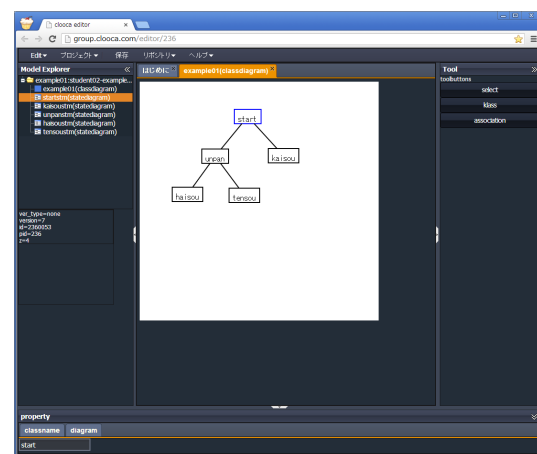 clooca editor
group.clooca.com/editor/236
Edit▾ プロジェクト▾ 保存 リポジトリ▾ ヘルプ▾
Model Explorer
はじめに
example01(classdiagram)
Tool
example01:student02-example...
example01(classdiagram)
startstm(statediagram)
kaisoustm(statediagram)
unpanstm(statediagram)
haisoustm(statediagram)
tensoustm(statediagram)
toolbuttons
select
klass
association
start
unpan
kaisou
haisou
tensou
ver_type=none
version=7
id=2360053
pid=236
z=4
property
classname diagram
start